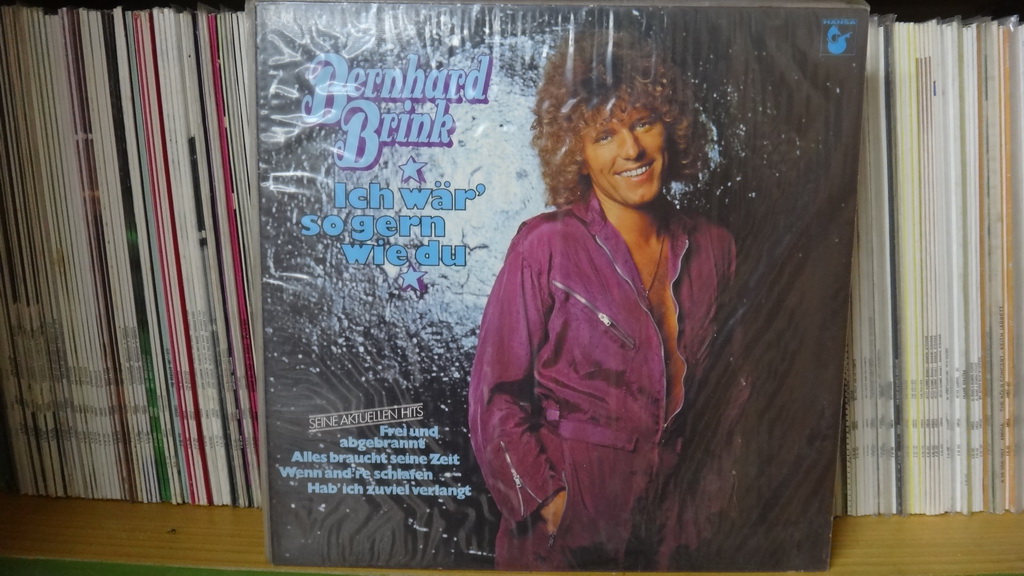 HANSA
Bernhard
Brink
Ich wär'
so gern
wie du
SEINE AKTUELLEN HITS
Frei und
abgebrannt
Alles braucht seine Zeit
Wenn and're schlafen
Hab' ich zuviel verlangt